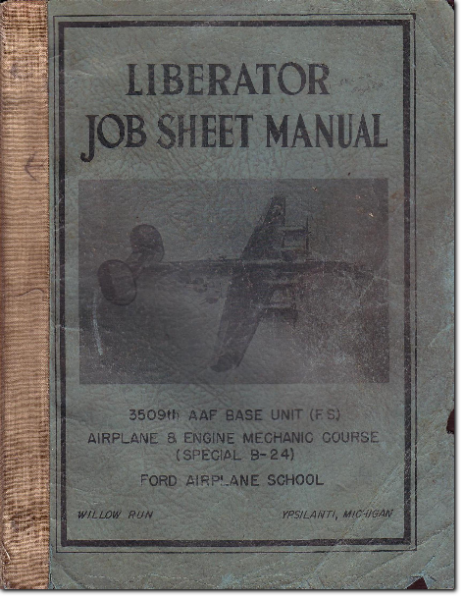 LIBERATOR
JOB SHEET MANUAL
3509th AAF BASE UNIT (F.S)
AIRPLANE & ENGINE MECHANIC COURSE
(SPECIAL B-24)
FORD AIRPLANE SCHOOL
WILLOW RUN YPSILANTI, MICHIGAN